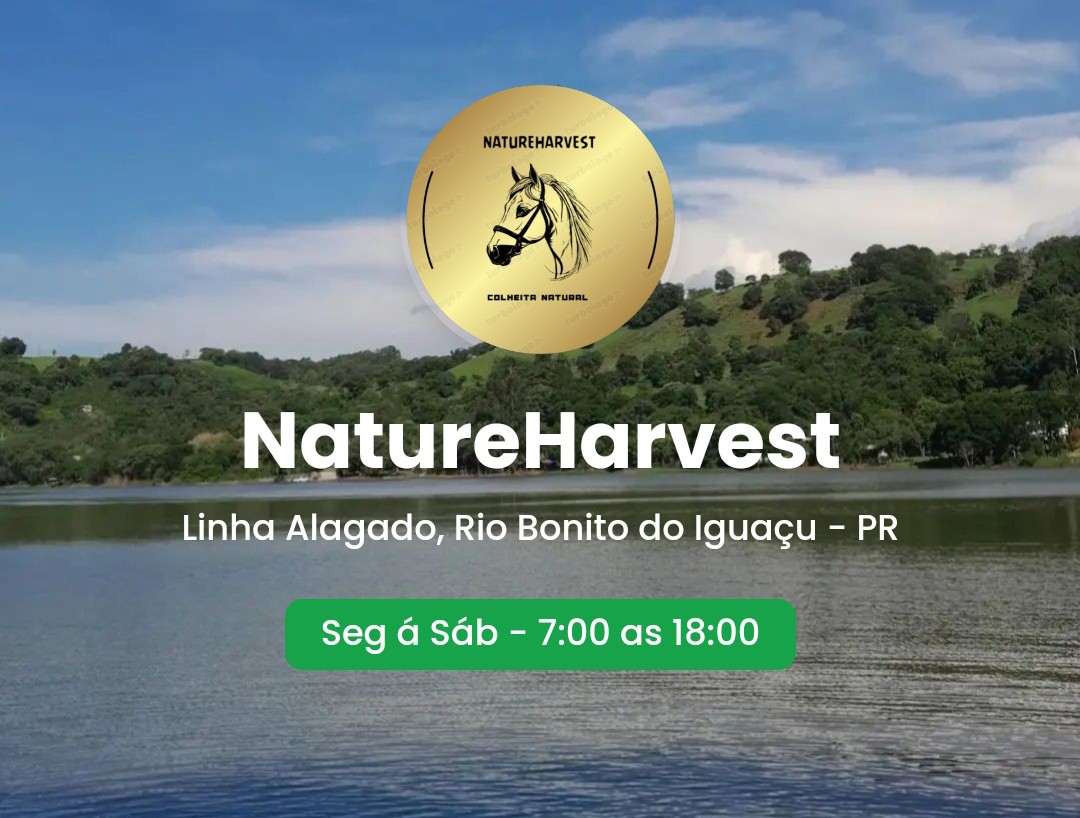 NATUREHARVEST
COLHEITA NATURAL
NatureHarvest
Linha Alagado, Rio Bonito do Iguaçu - PR
Seg á Sáb - 7:00 as 18:00